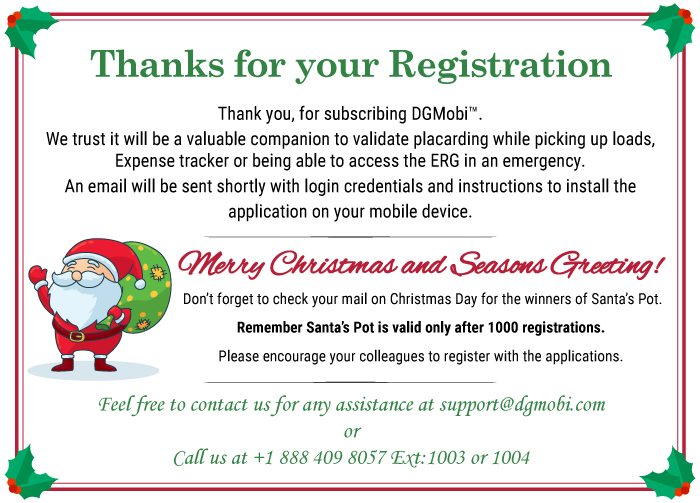 Thanks for your Registration
Thank you, for subscribing DGMobi™.
We trust it will be a valuable companion to validate placarding while picking up loads,
Expense tracker or being able to access the ERG in an emergency.
An email will be sent shortly with login credentials and instructions to install the
application on your mobile device.
Merry Christmas and Seasons Greeting!
Don't forget to check your mail on Christmas Day for the winners of Santa's Pot.
Remember Santa's Pot is valid only after 1000 registrations.
Please encourage your colleagues to register with the applications.
Feel free to contact us for any assistance at support@dgmobi.com
or
Call us at +1 888 409 8057 Ext:1003 or 1004